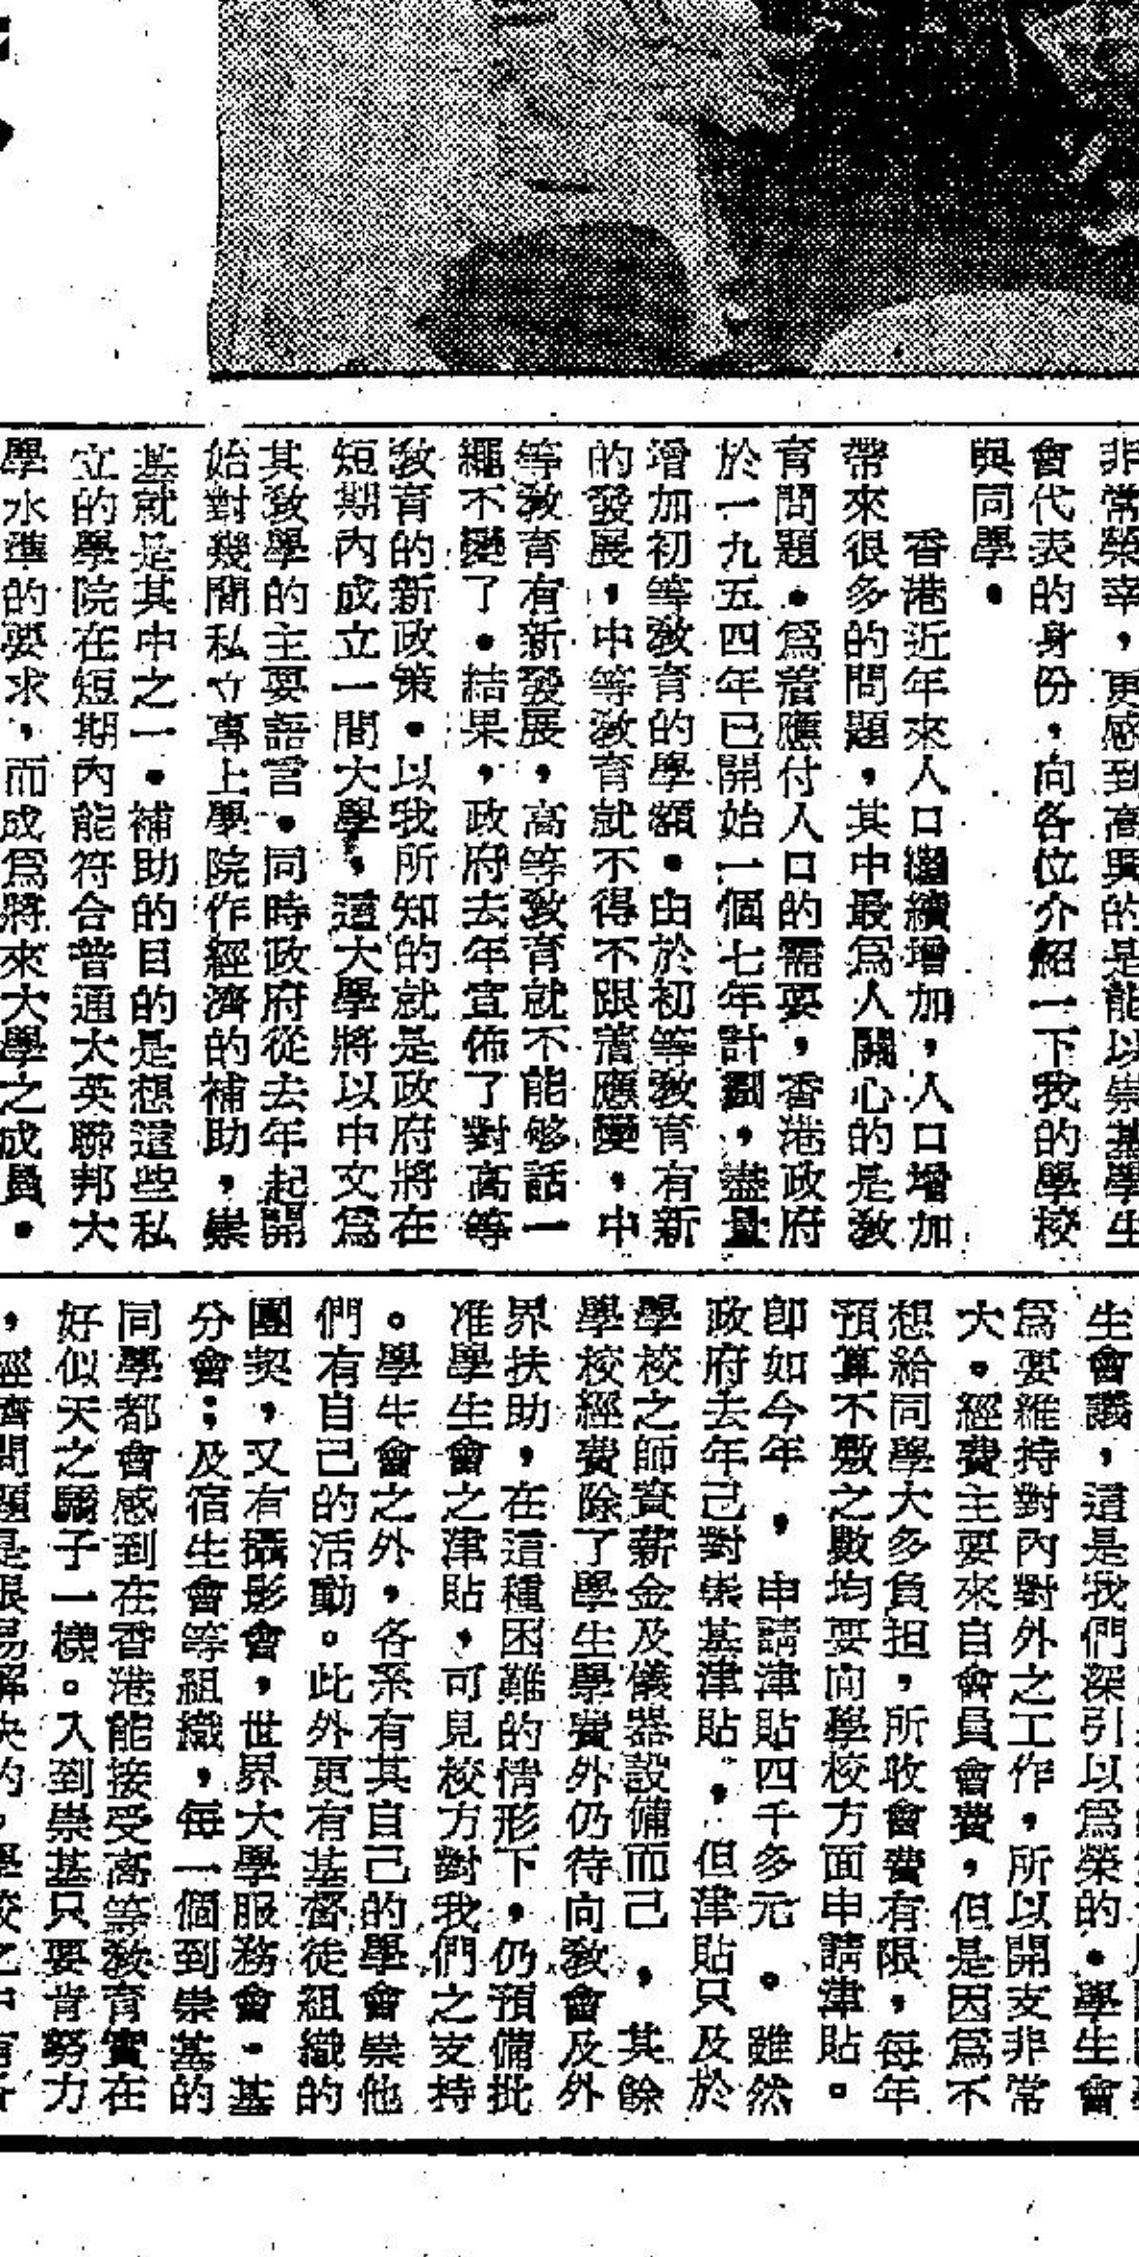 非常榮幸，更感到高興的是能以崇基學生
會代表的身份，向各位介紹一下我的學校
與同學。
香港近年來人口繼續增加，人口增加
帶來很多的問題，其中最爲人關心的是敎
育問題。爲着應付人口的需要，香港政府
於一九五四年已開始一個七年計劃，盡量
增加初等敎育的學額。由於初等敎育有新
的發展，中等敎育就不得不跟着應變，中
等敎育有新發展，高等敎育就不能够話一
繩不變了。結果，政府去年宣佈了對高等
敎育的新政策。以我所知的就是政府將在
短期內成立一間大學，這大學將以中文爲
其敎學的主要語言。同時政府從去年起開
始對幾間私立專上學院作經濟的補助，崇
基就是其中之一。補助的目的是想這些私
立的學院在短期內能符合普通大英聯邦大
學水準的要求，而成爲將來大學之成員。
生會議，這是我們深引以爲榮的。學生會
爲要維持對內對外之工作，所以開支非常
大。經費主要來自會員會費，但是因爲不
想給同學大多負担，所收會費有限，每年
預算不敷之數均要向學校方面申請津貼。
卽如今年，申請津貼四千多元。雖然
政府去年己對崇基津貼，但津貼只及於
學校之師資薪金及儀器設備而己，其餘
學校經費除了學生學費外仍待向敎會及外
界扶助，在這種困難的情形下，仍預備批
准學生會之津貼，可見校方對我們之支持
。學生會之外，各系有其自己的學會崇他
們有自己的活動。此外更有基督徒組織的
團契，又有攝影會，世界大學服務會。基
分會；及宿生會等組織，每一個到崇基的
同學都會感到在香港能接受高等敎育實在
好似天之驕子一樣。入到崇基只要肯努力
，經濟問題是很易解決的，學校之中有